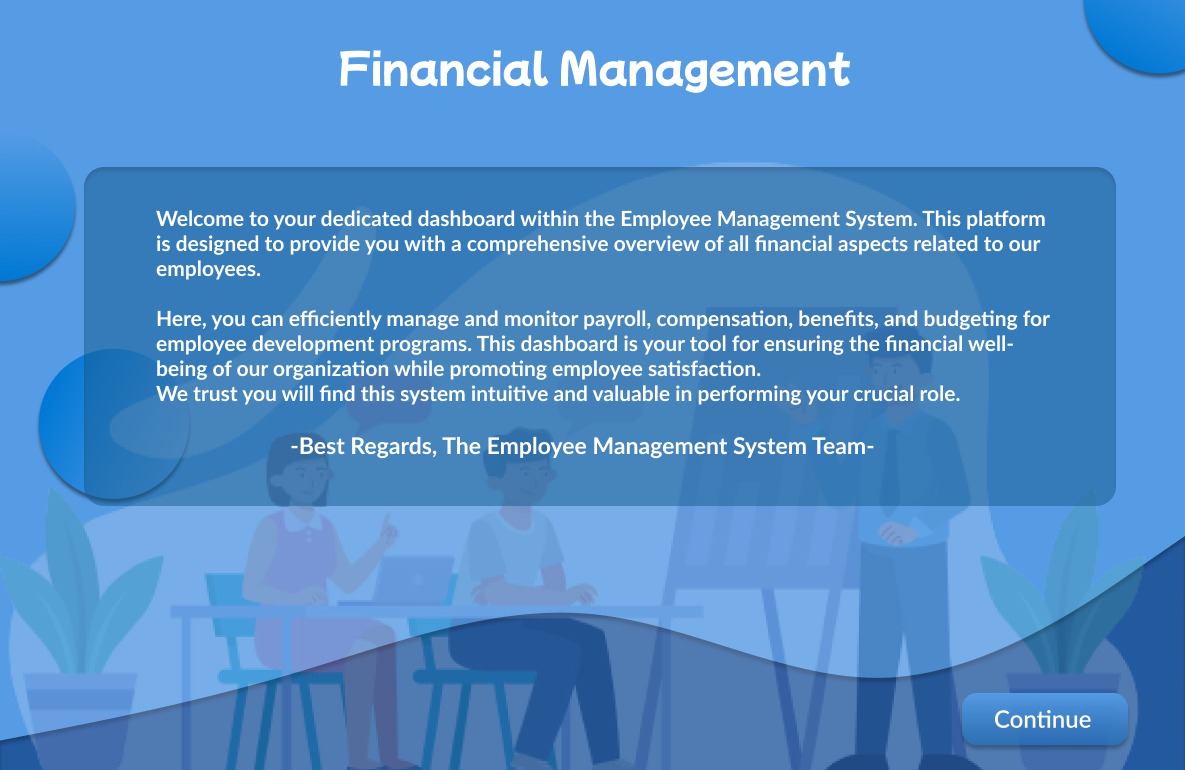 Financial Management
Welcome to your dedicated dashboard within the Employee Management System. This platform
is designed to provide you with a comprehensive overview of all financial aspects related to our
employees.
Here, you can efficiently manage and monitor payroll, compensation, benefits, and budgeting for
employee development programs. This dashboard is your tool for ensuring the financial well-
being of our organization while promoting employee satisfaction.
We trust you will find this system intuitive and valuable in performing your crucial role.
-Best Regards, The Employee Management System Team-
Continue